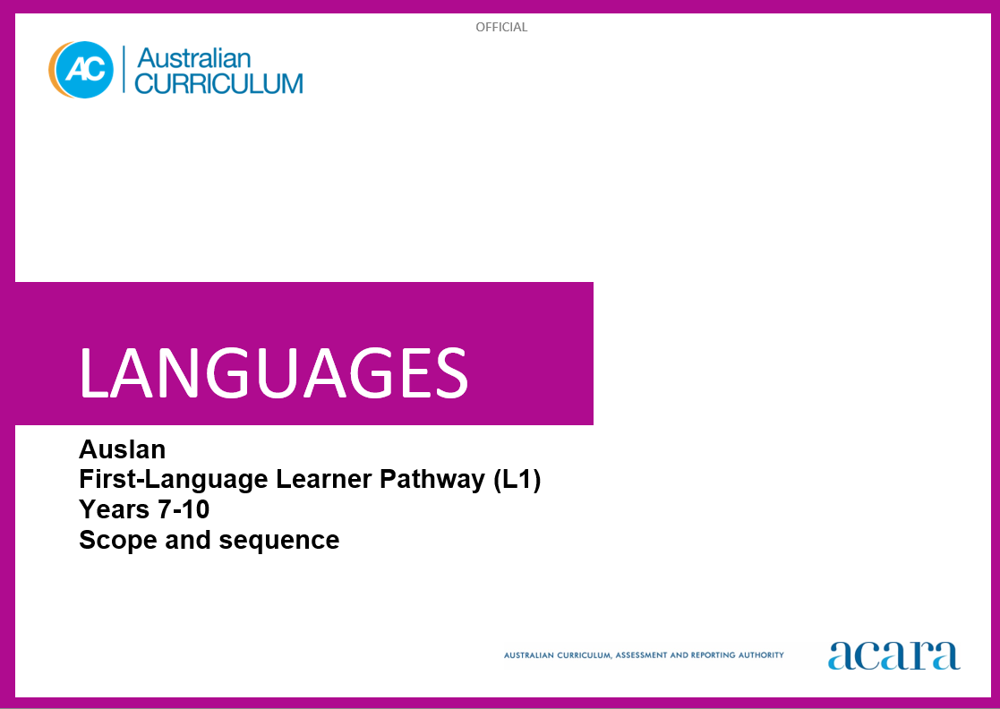 OFFICIAL
AC
Australian
CURRICULUM
LANGUAGES
Auslan
First-Language Learner Pathway (L1)
Years 7-10
Scope and sequence
AUSTRALIAN CURRICULUM, ASSESSMENT AND REPORTING AUTHORITY
acara